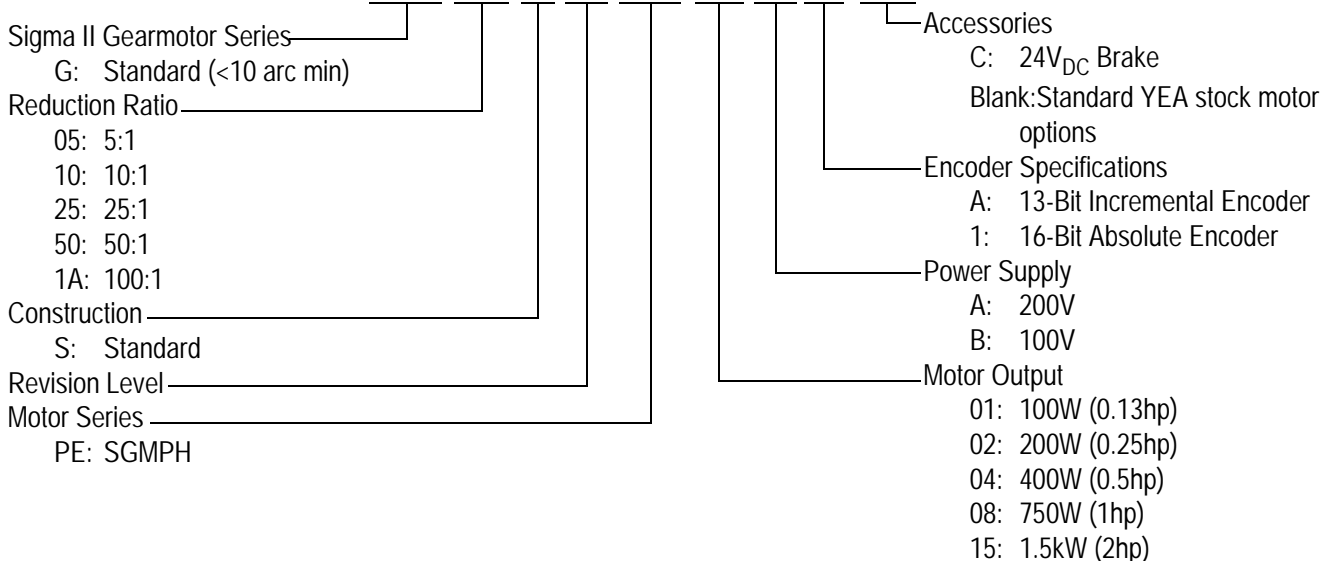 Sigma II Gearmotor Series
G: Standard (<10 arc min)
Reduction Ratio
05: 5:1
10: 10:1
25: 25:1
50: 50:1
1A: 100:1
Construction
S: Standard
Revision Level
Motor Series
PE: SGMPH
Accessories
C: 24VDC Brake
Blank:Standard YEA stock motor
options
Encoder Specifications
A: 13-Bit Incremental Encoder
1: 16-Bit Absolute Encoder
Power Supply
A: 200V
B: 100V
Motor Output
01: 100W (0.13hp)
02: 200W (0.25hp)
04: 400W (0.5hp)
08: 750W (1hp)
15: 1.5kW (2hp)